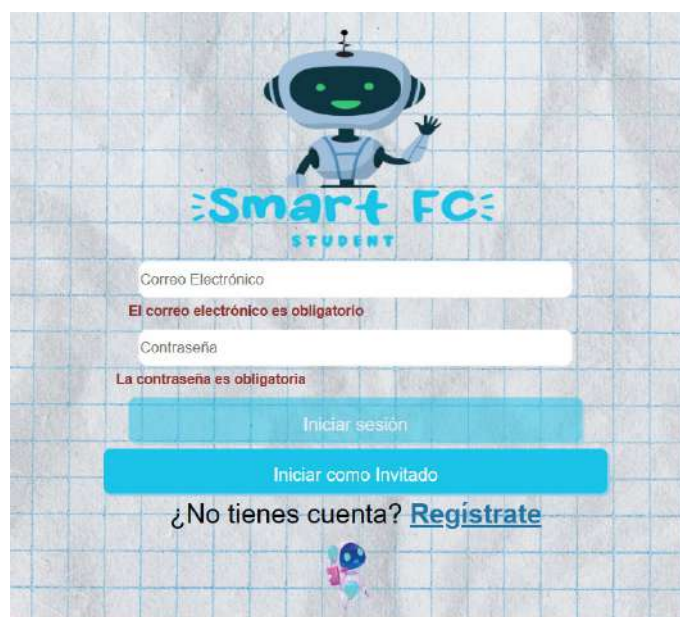 Smart FC
STUDENT
Correo Electrónico
El correo electrónico es obligatorio
Contraseña
La contraseña es obligatoria
Iniciar sesión
Iniciar como Invitado
¿No tienes cuenta? Regístrate